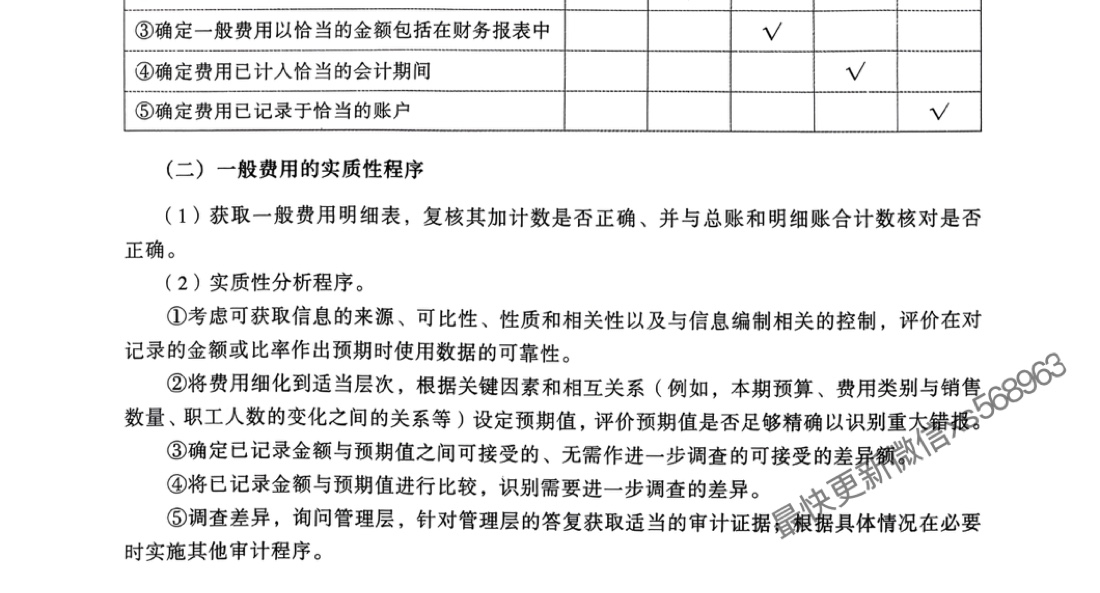 ③确定一般费用以恰当的金额包括在财务报表中 √
④确定费用已计人恰当的会计期间 √
⑤确定费用已记录于恰当的账户 √
（二）一般费用的实质性程序
（1）获取一般费用明细表，复核其加计数是否正确、并与总账和明细账合计数核对是否
正确。
（2）实质性分析程序。
①考虑可获取信息的来源、可比性、性质和相关性以及与信息编制相关的控制，评价在对
记录的金额或比率作出预期时使用数据的可靠性。
②将费用细化到适当层次，根据关键因素和相互关系（例如，本期预算、费用类别与销售
数量、职工人数的变化之间的关系等）设定预期值，评价预期值是否足够精确以识别重大错报。
③确定已记录金额与预期值之间可接受的、无需作进一步调查的可接受的差异额。
④将已记录金额与预期值进行比较，识别需要进一步调查的差异。
⑤调查差异，询问管理层，针对管理层的答复获取适当的审计证据；根据具体情况在必要
时实施其他审计程序。